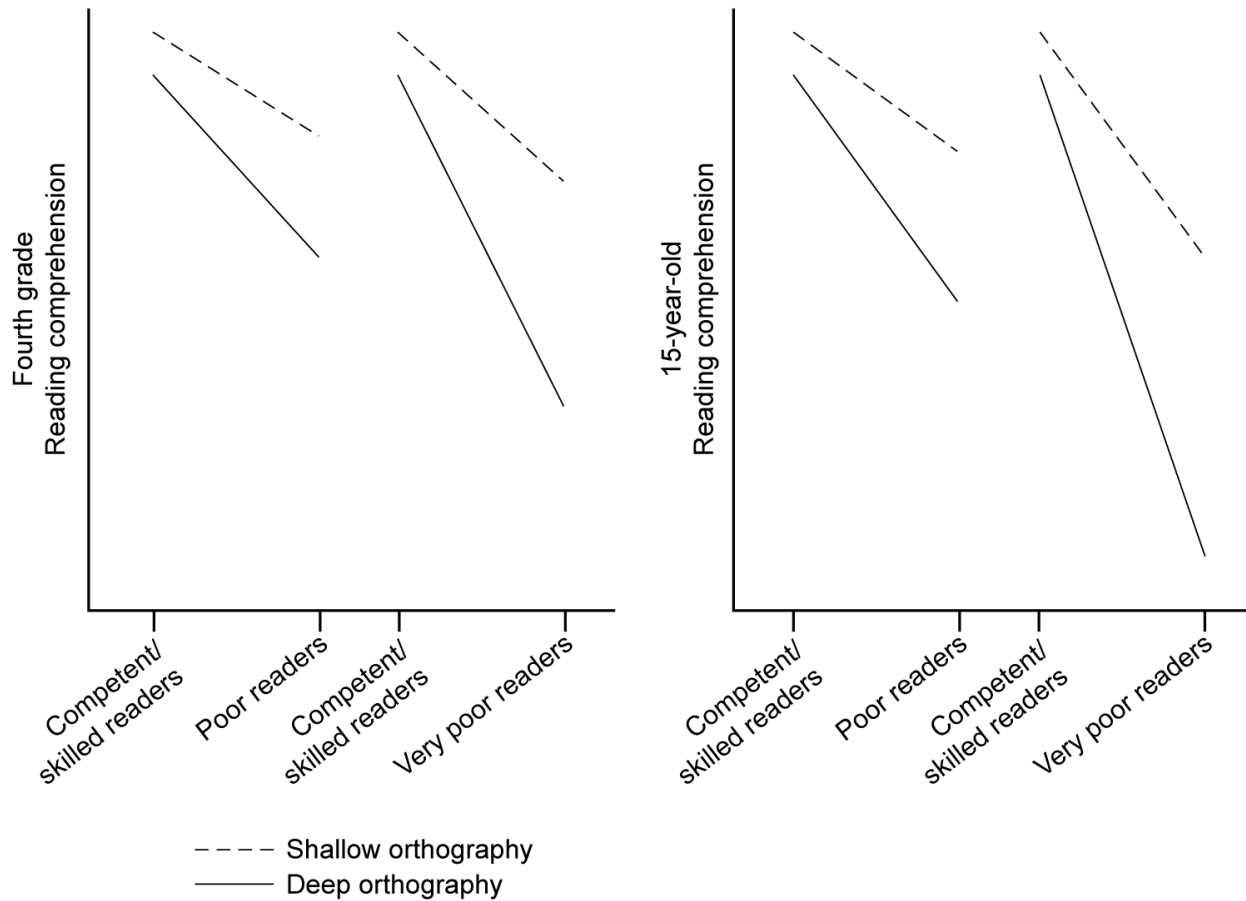 Fourth grade
Reading comprehension
Competent/
skilled readers
Poor readers
Competent/
skilled readers
Very poor readers
15-year-old
Reading comprehension
Competent/
skilled readers
Poor readers
Competent/
skilled readers
Very poor readers
Shallow orthography
Deep orthography